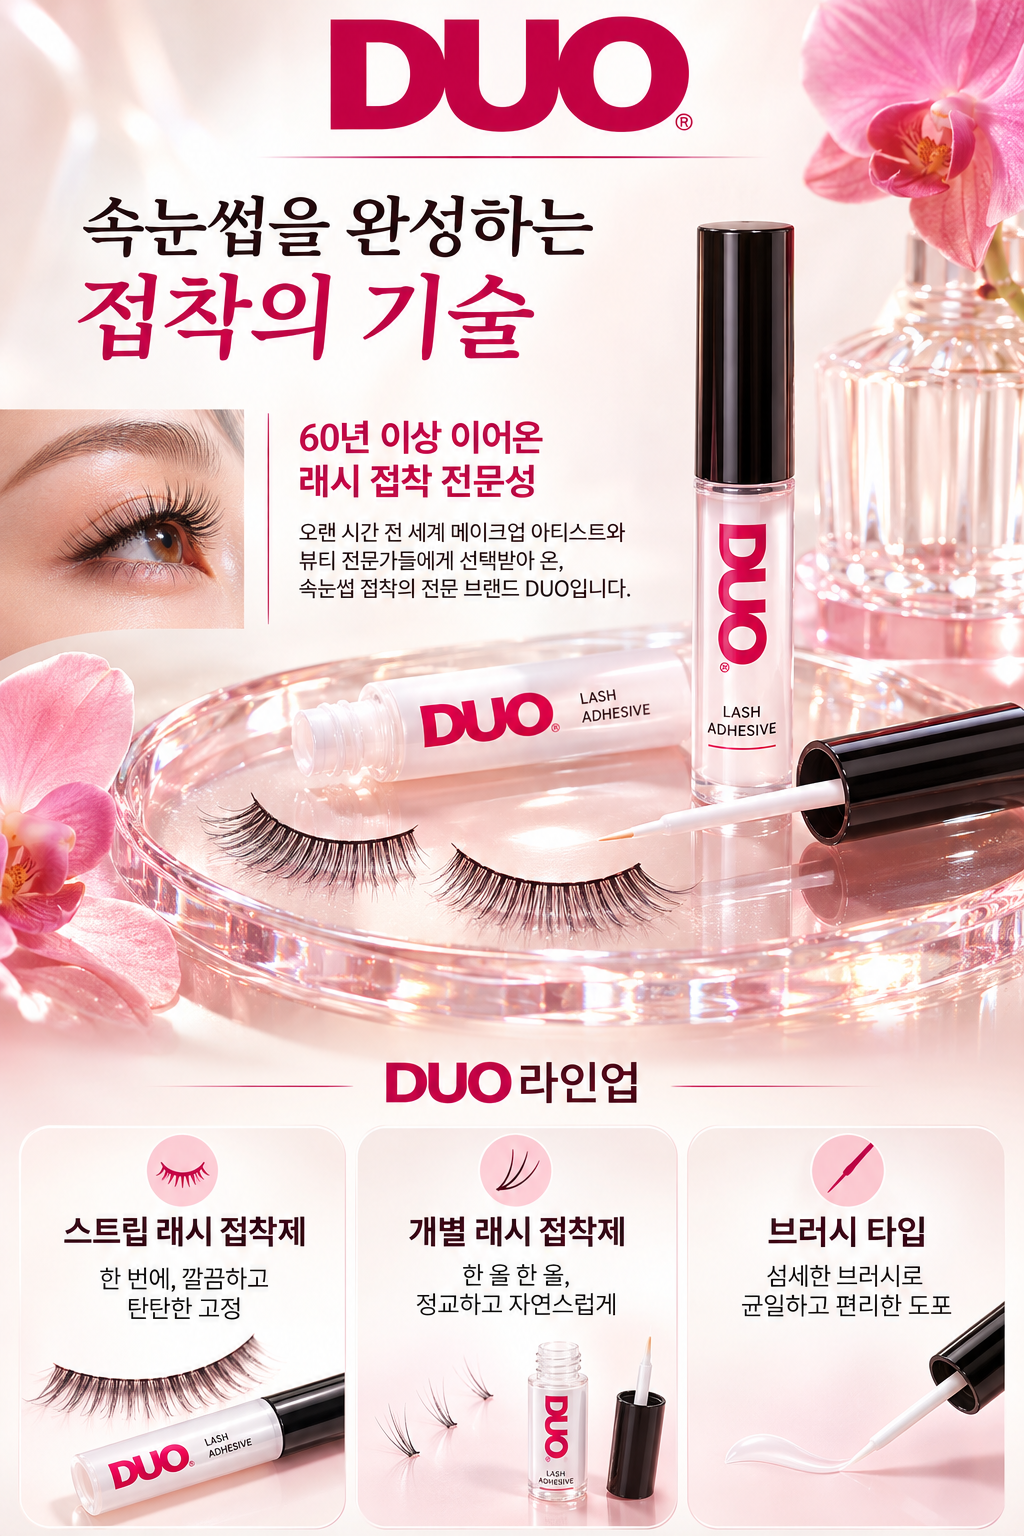 DUO®
속눈썹을 완성하는
접착의 기술
60년 이상 이어온
래시 접착 전문성
오랜 시간 전 세계 메이크업 아티스트와
뷰티 전문가들에게 선택받아 온,
속눈썹 접착의 전문 브랜드 DUO입니다.
DUO®
LASH
ADHESIVE
DUO®
LASH
ADHESIVE
DUO 라인업
스트립 래시 접착제
한 번에, 깔끔하고
탄탄한 고정
DUO®
LASH
ADHESIVE
개별 래시 접착제
한 올 한 올,
정교하고 자연스럽게
DUO®
LASH
ADHESIVE
브러시 타입
섬세한 브러시로
균일하고 편리한 도포